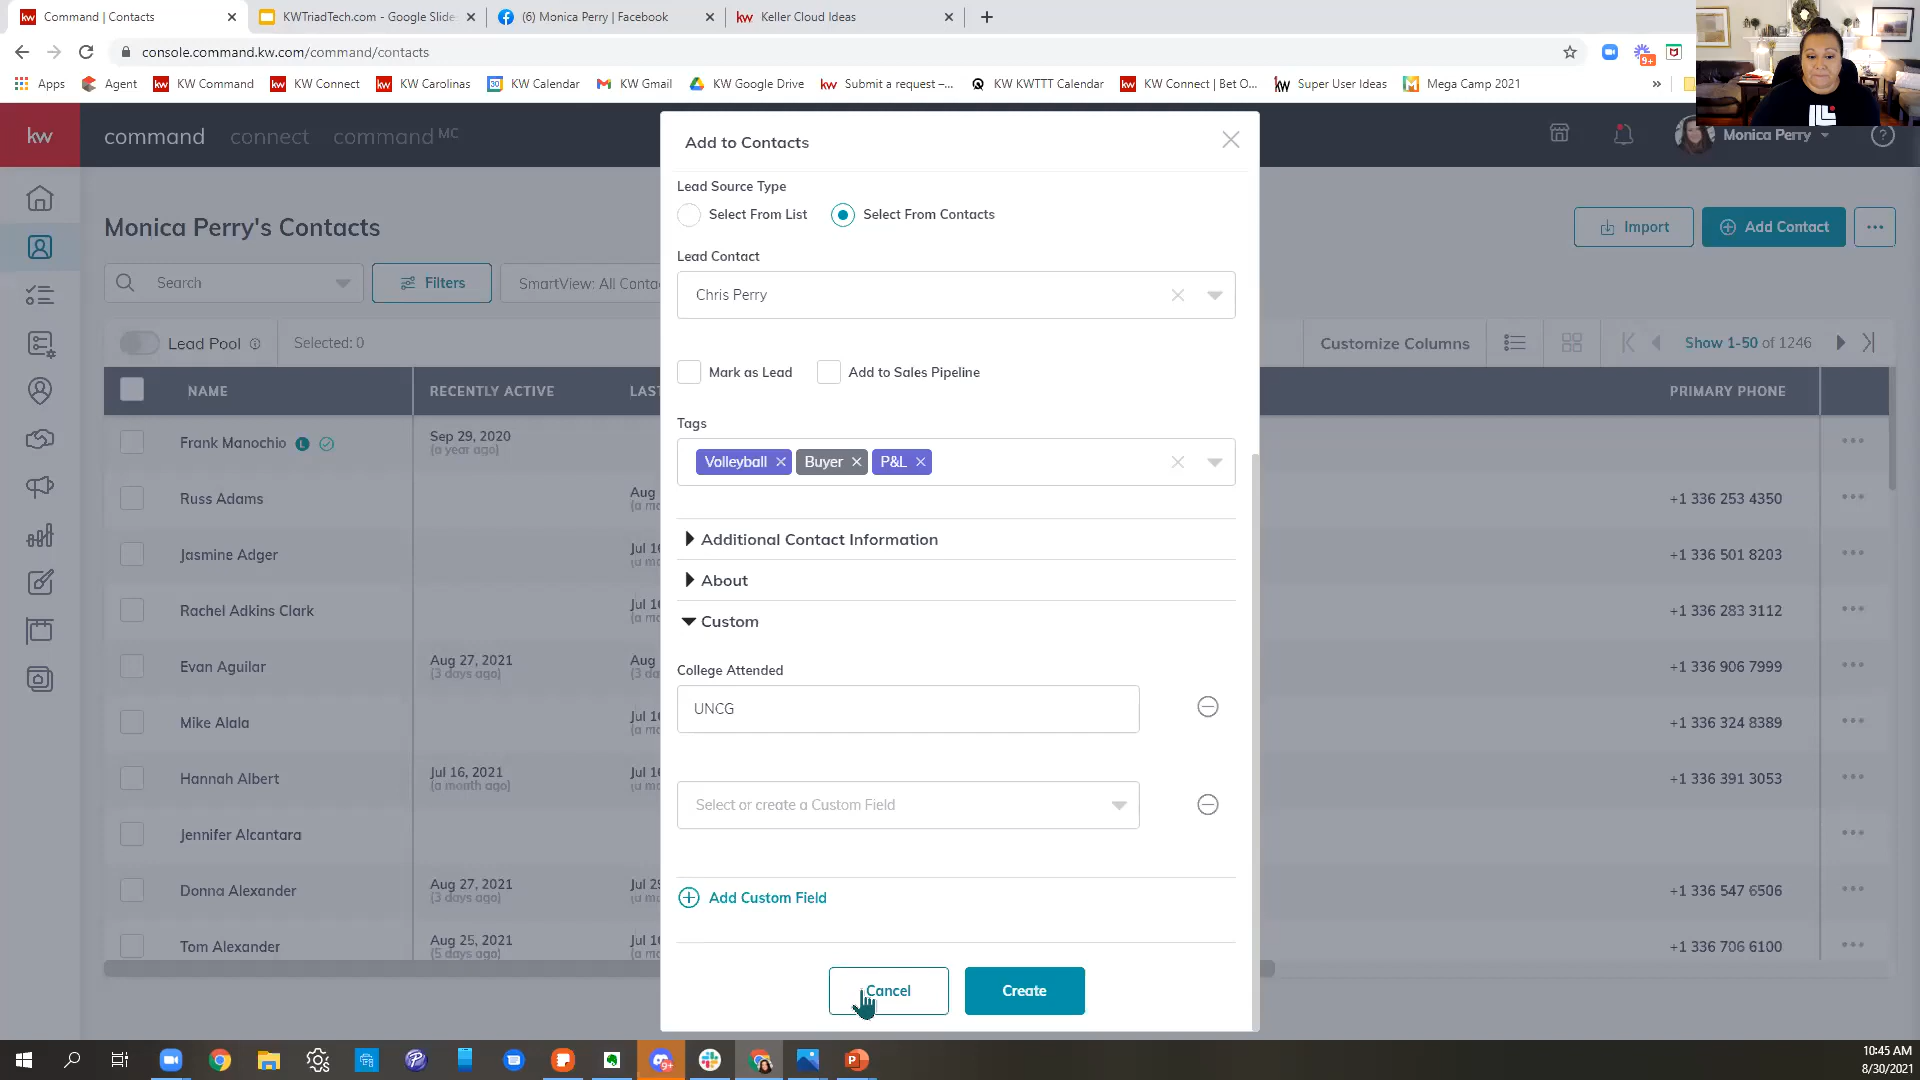 Command | Contacts
KWTriadTech.com - Google Slide
(6) Monica Perry | Facebook
kw Keller Cloud Ideas
console.command.kw.com/command/contacts
Apps Agent KW Command KW Connect KW Carolinas KW Calendar KW Gmail KW Google Drive Submit a request –... KW KWTTT Calendar KW Connect | Bet O... Super User Ideas Mega Camp 2021 »
kw command connect command MC
Monica Perry
Add to Contacts
Monica Perry's Contacts
Import
Add Contact
Search
Filters
SmartView: All Conta
Lead Pool
Selected: 0
Customize Columns
Show 1-50 of 1246
NAME RECENTLY ACTIVE LAS PRIMARY PHONE
Frank Manochio L Sep 29, 2020
(a year ago)
Russ Adams Aug +1 336 253 4350
Jasmine Adger Jul 16 +1 336 501 8203
Rachel Adkins Clark Jul 16 +1 336 283 3112
Evan Aguilar Aug 27, 2021 Aug +1 336 906 7999
(3 days ago) (3 da
Mike Alala Jul 16 +1 336 324 8389
Hannah Albert Jul 16, 2021 Jul 16 +1 336 391 3053
(a month ago)
Jennifer Alcantara
Donna Alexander Aug 27, 2021 Jul 29 +1 336 547 6506
(3 days ago)
Tom Alexander Aug 25, 2021 Jul 16 +1 336 706 6100
(5 days ago)
Lead Source Type
Select From List Select From Contacts
Lead Contact
Chris Perry
Mark as Lead Add to Sales Pipeline
Tags
Volleyball Buyer P&L
Additional Contact Information
About
Custom
College Attended
UNCG
Select or create a Custom Field
Add Custom Field
Cancel Create
10:45 AM
8/30/2021